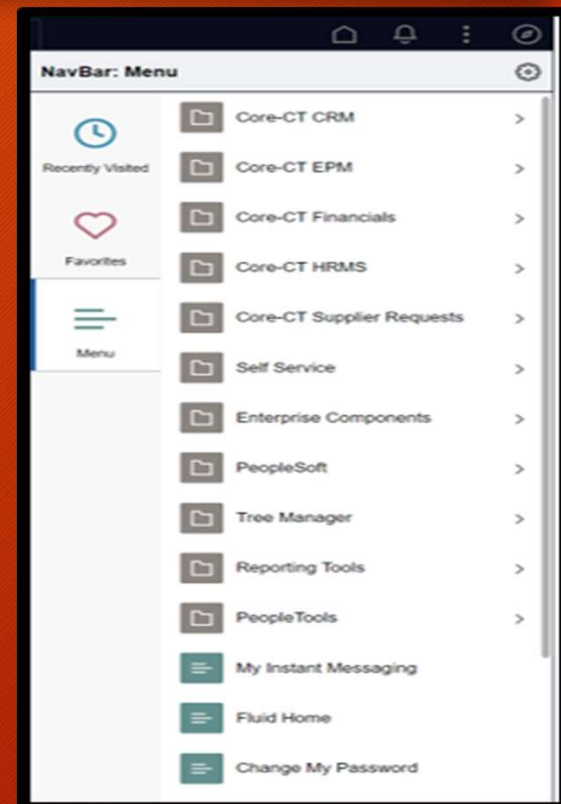 NavBar: Menu
Recently Visited
Favorites
Menu
Core-CT CRM
Core-CT EPM
Core-CT Financials
Core-CT HRMS
Core-CT Supplier Requests
Self Service
Enterprise Components
PeopleSoft
Tree Manager
Reporting Tools
PeopleTools
My Instant Messaging
Fluid Home
Change My Password